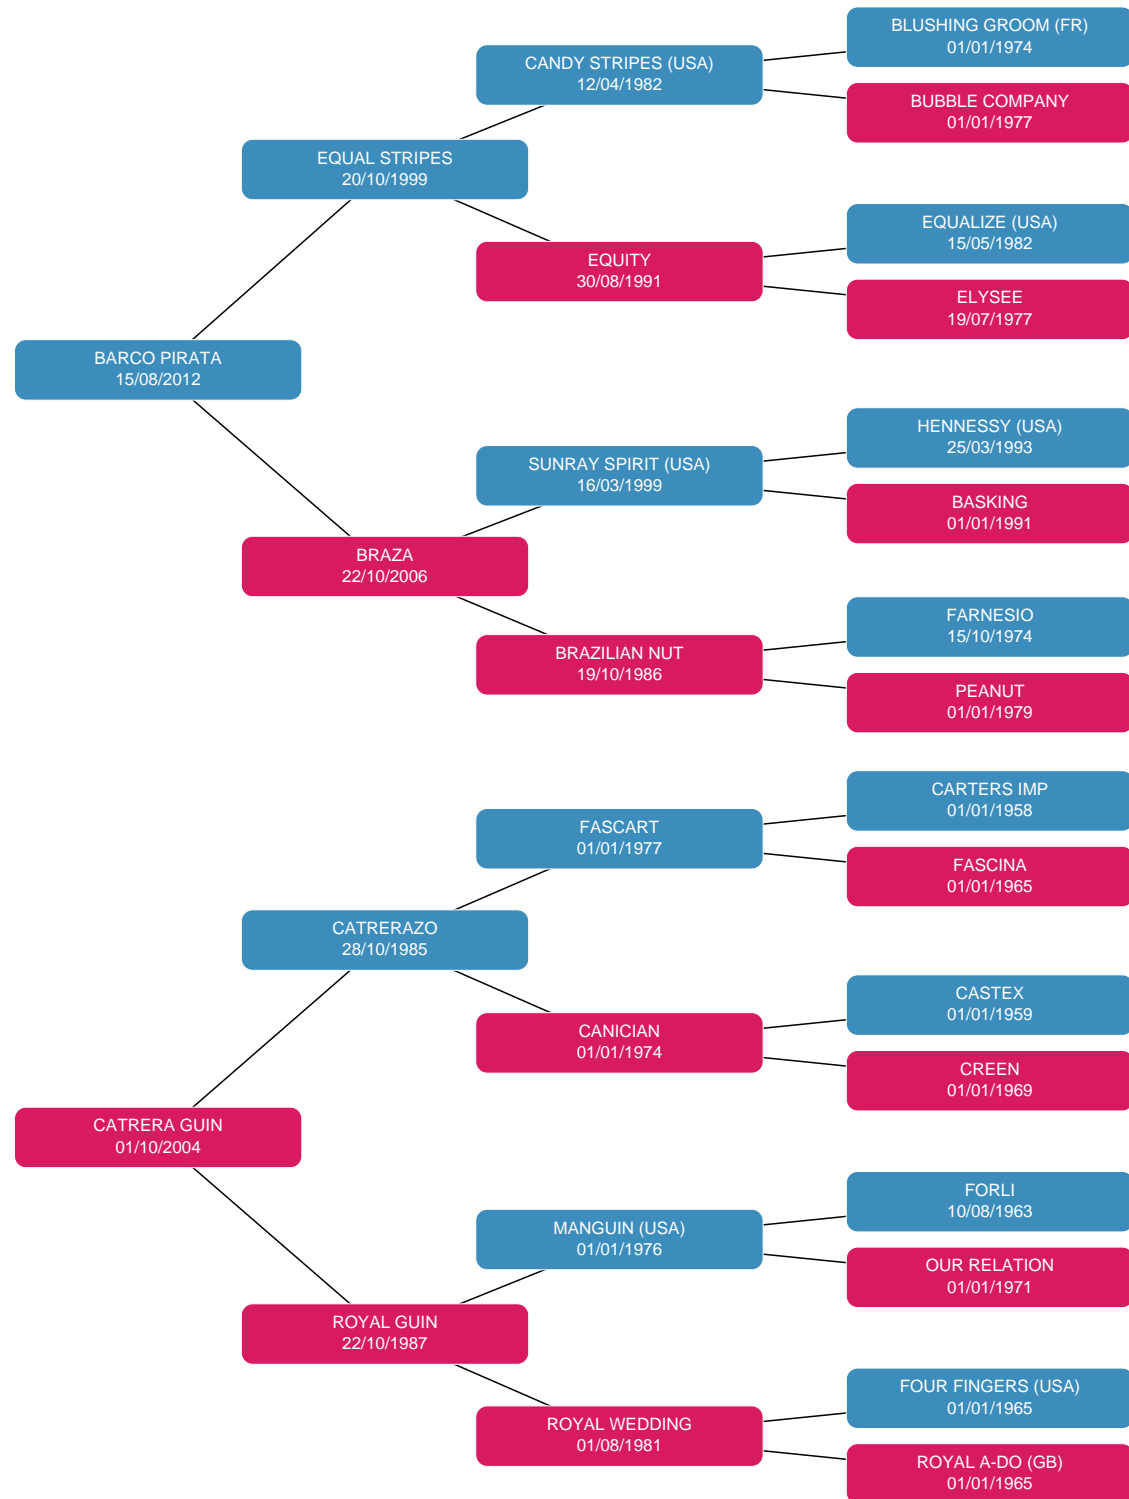 BLUSHING GROOM (FR)
01/01/1974
CANDY STRIPES (USA)
12/04/1982
BUBBLE COMPANY
01/01/1977
EQUAL STRIPES
20/10/1999
EQUALIZE (USA)
15/05/1982
EQUITY
30/08/1991
ELYSEE
19/07/1977
BARCO PIRATA
15/08/2012
HENNESSY (USA)
25/03/1993
SUNRAY SPIRIT (USA)
16/03/1999
BASKING
01/01/1991
BRAZA
22/10/2006
FARNESIO
15/10/1974
BRAZILIAN NUT
19/10/1986
PEANUT
01/01/1979
CARTERS IMP
01/01/1958
FASCART
01/01/1977
FASCINA
01/01/1965
CATRERAZO
28/10/1985
CASTEX
01/01/1959
CANICIAN
01/01/1974
CREEN
01/01/1969
CATRERA GUIN
01/10/2004
FORLI
10/08/1963
MANGUIN (USA)
01/01/1976
OUR RELATION
01/01/1971
ROYAL GUIN
22/10/1987
FOUR FINGERS (USA)
01/01/1965
ROYAL WEDDING
01/08/1981
ROYAL A-DO (GB)
01/01/1965